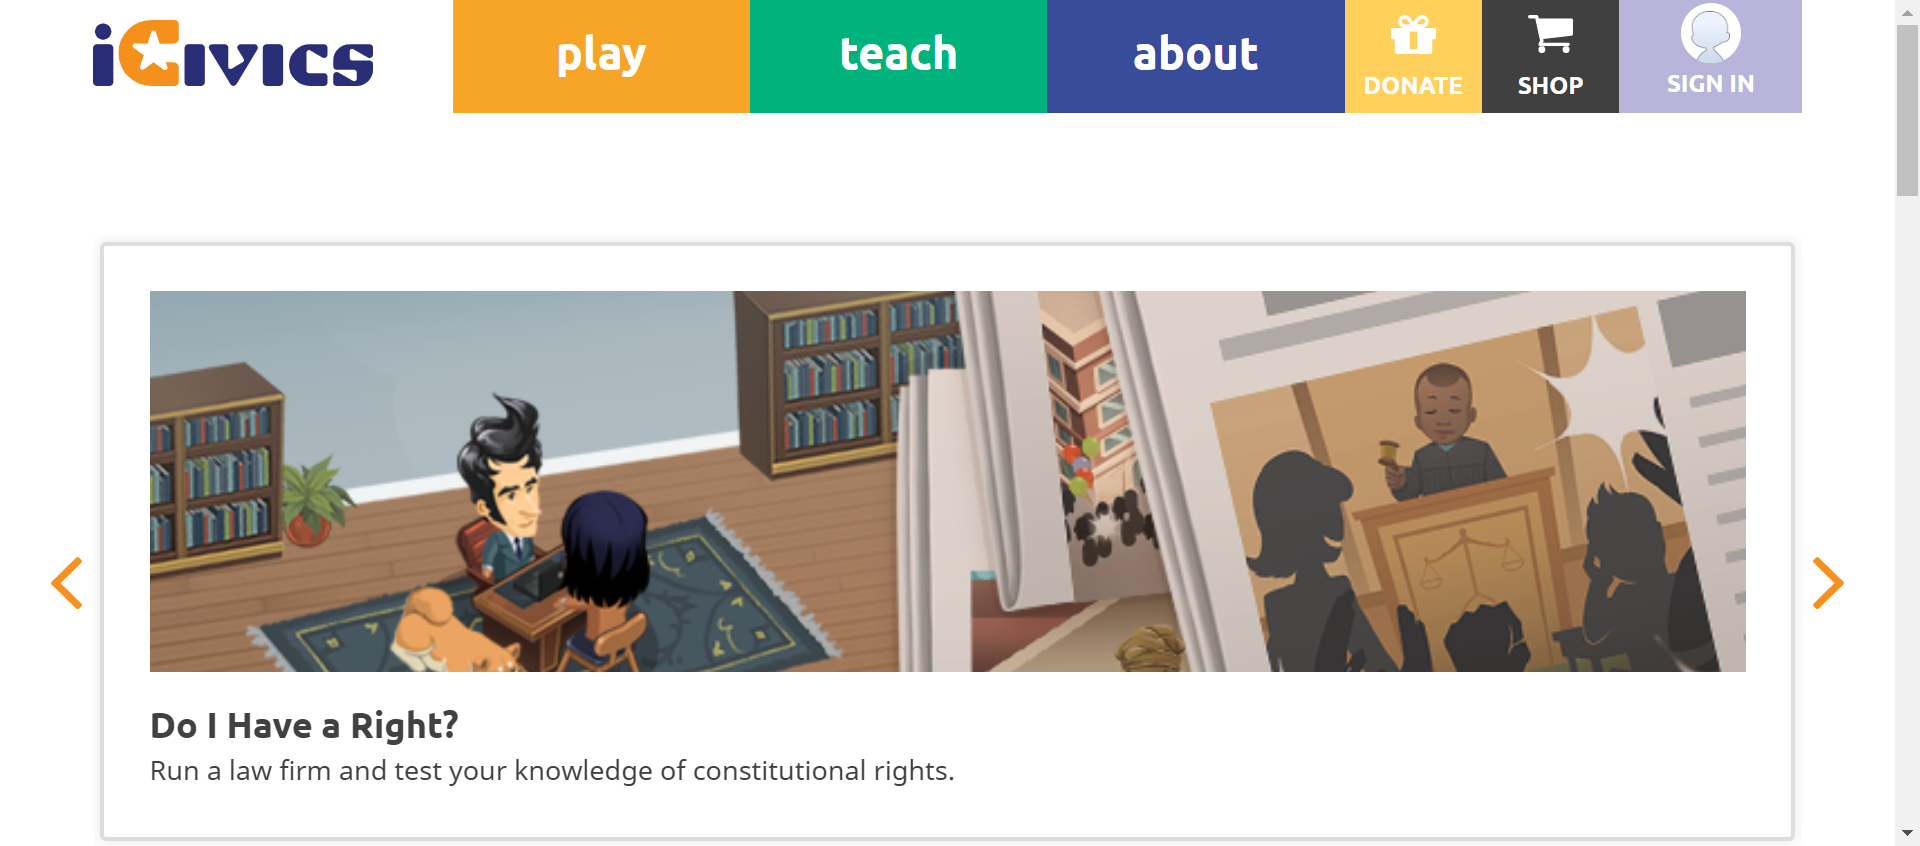 iCivics
play
teach
about
DONATE
SHOP
SIGN IN
Do I Have a Right?
Run a law firm and test your knowledge of constitutional rights.